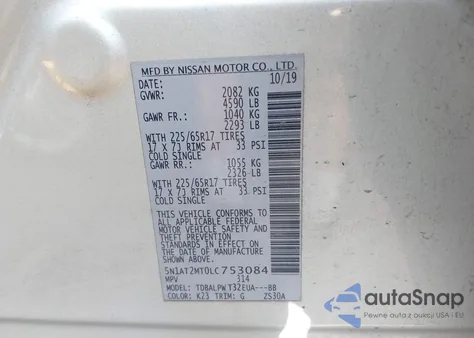 MFD BY NISSAN MOTOR CO., LTD.
DATE: 10/19
GVWR: 2082 KG
4590 LB
GAWR FR.: 1040 KG
2293 LB
WITH 225/65R17 TIRES
17 X 7J RIMS AT 33 PSI
COLD SINGLE
GAWR RR.: 1055 KG
2326 LB
WITH 225/65R17 TIRES
17 X 7J RIMS AT 33 PSI
COLD SINGLE
THIS VEHICLE CONFORMS TO
ALL APPLICABLE FEDERAL
MOTOR VEHICLE SAFETY AND
THEFT PREVENTION
STANDARDS IN EFFECT ON
THE DATE OF MANUFACTURE
SHOWN ABOVE.
5N1AT2MT0LC753084
MPV 314
MODEL: TDBALPW T32EUA---BB
COLOR: K23 TRIM: G ZS30A
autoSnap
Pewne auta z aukcji w USA i EU